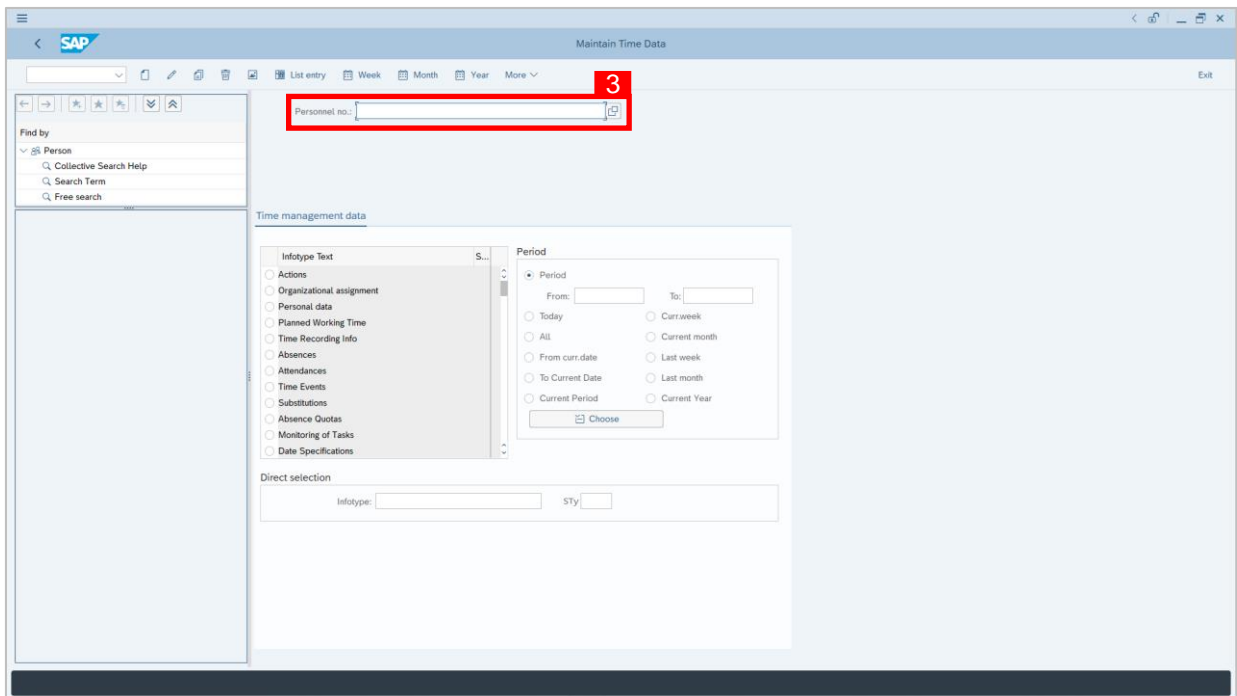 SAP
Maintain Time Data
List entry Week Month Year More Exit
3
Personnel no.:
Find by
Person
Collective Search Help
Search Term
Free search
Time management data
Infotype Text S...
Actions
Organizational assignment
Personal data
Planned Working Time
Time Recording Info
Absences
Attendances
Time Events
Substitutions
Absence Quotas
Monitoring of Tasks
Date Specifications
Period
Period
From: To:
Today Curr.week
All Current month
From curr.date Last week
To Current Date Last month
Current Period Current Year
Choose
Direct selection
Infotype: STy